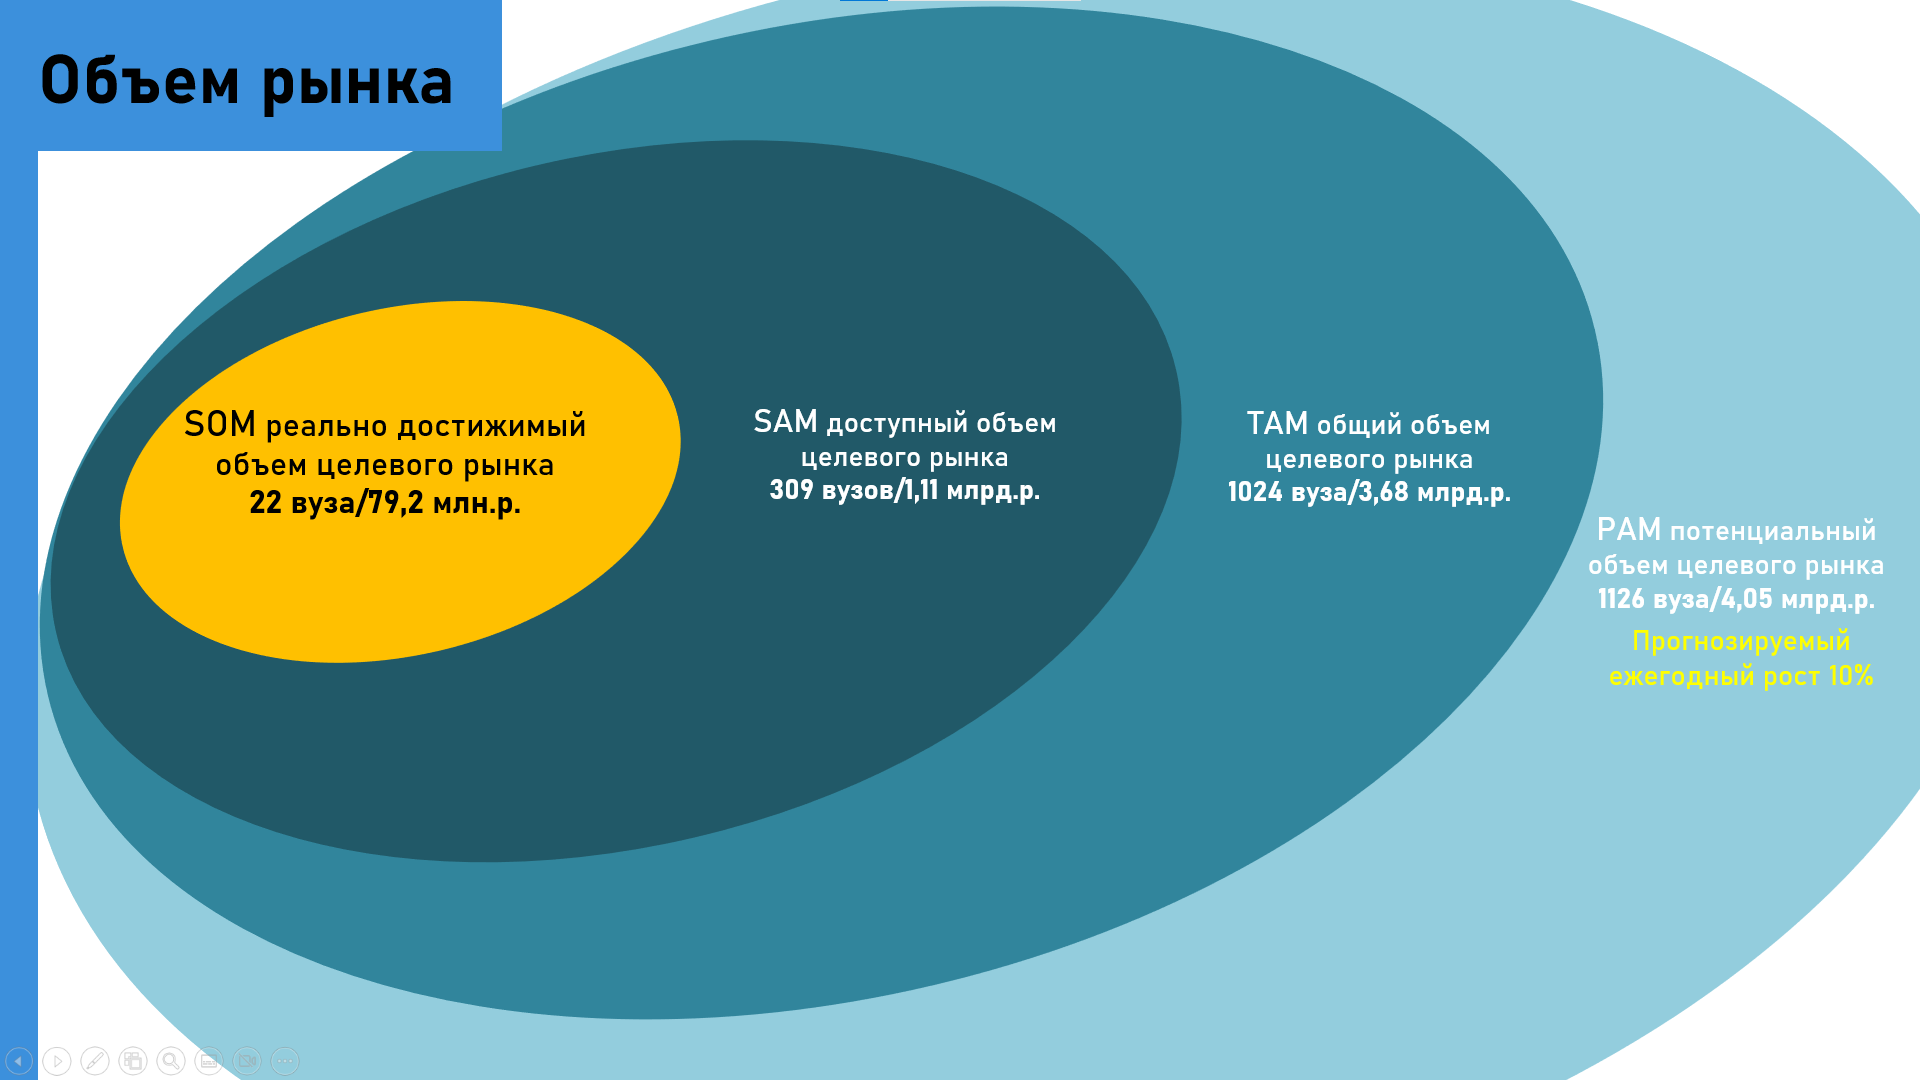 Объем рынка
SOM реально достижимый
объем целевого рынка
22 вуза/79,2 млн.р.
SAM доступный объем
целевого рынка
309 вузов/1,11 млрд.р.
TAM общий объем
целевого рынка
1024 вуза/3,68 млрд.р.
PAM потенциальный
объем целевого рынка
1126 вуза/4,05 млрд.р.
Прогнозируемый
ежегодный рост 10%